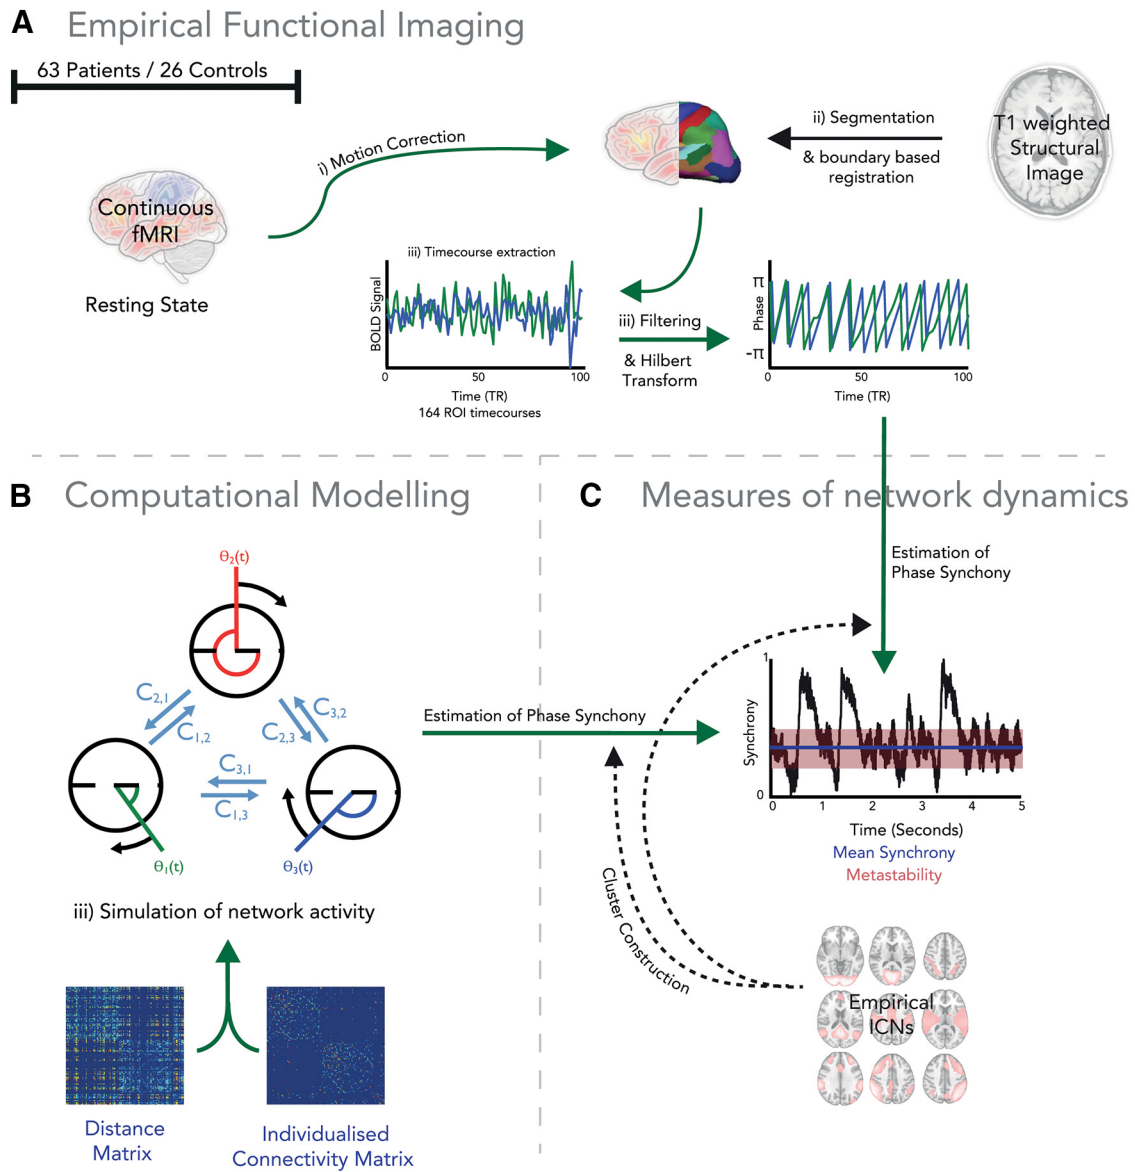 A Empirical Functional Imaging
63 Patients / 26 Controls
i) Motion Correction
ii) Segmentation
& boundary based
registration
T1 weighted
Structural
Image
Continuous
fMRI
Resting State
iii) Timecourse extraction
BOLD Signal
0 50 100
Time (TR)
164 ROI timecourses
iii) Filtering
& Hilbert
Transform
π
Phase
-π
0 50 100
Time (TR)
B Computational Modelling
θ2(t)
C2,1
C1,2
C3,2
C2,3
C3,1
C1,3
θ1(t)
θ3(t)
iii) Simulation of network activity
Distance
Matrix
Individualised
Connectivity Matrix
C Measures of network dynamics
Estimation of
Phase Synchony
Estimation of Phase Synchony
1
Synchrony
0
0 1 2 3 4 5
Time (Seconds)
Mean Synchrony
Metastability
Cluster Construction
Empirical
ICNs